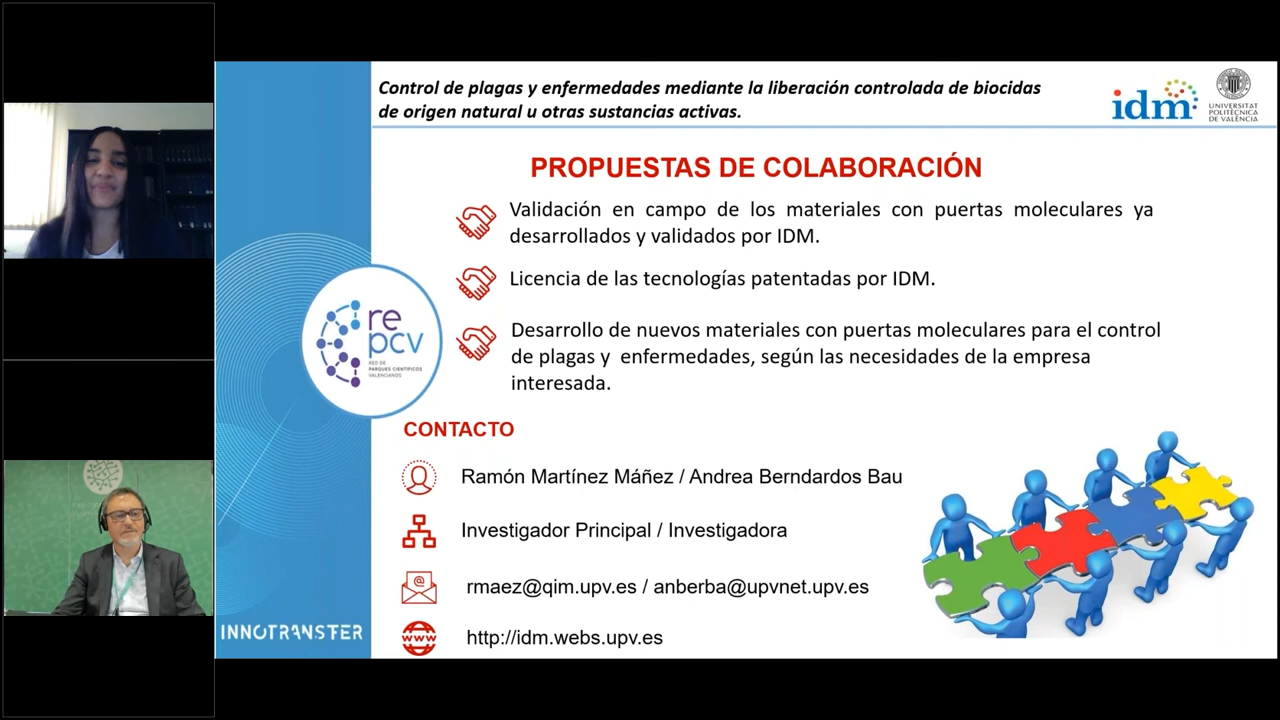 Control de plagas y enfermedades mediante la liberación controlada de biocidas
de origen natural u otras sustancias activas.
idm
UNIVERSITAT
POLITÈCNICA
DE VALÈNCIA
PROPUESTAS DE COLABORACIÓN
Validación en campo de los materiales con puertas moleculares ya
desarrollados y validados por IDM.
Licencia de las tecnologías patentadas por IDM.
Desarrollo de nuevos materiales con puertas moleculares para el control
de plagas y enfermedades, según las necesidades de la empresa
interesada.
re
pcv
RED DE
PARQUES CIENTÍFICOS
VALENCIANOS
CONTACTO
Ramón Martínez Máñez / Andrea Berndardos Bau
Investigador Principal / Investigadora
@
rmaez@qim.upv.es / anberba@upvnet.upv.es
INNOTRANSFER
www
http://idm.webs.upv.es